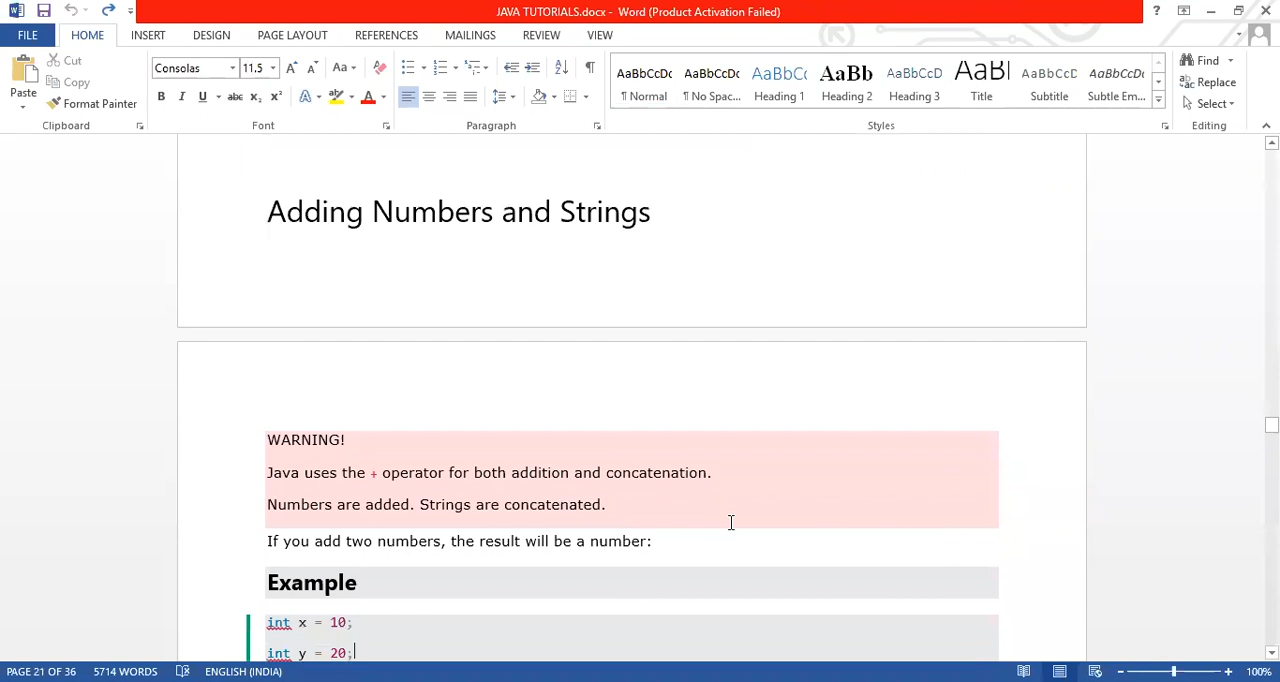 JAVA TUTORIALS.docx - Word (Product Activation Failed)
?
FILE HOME INSERT DESIGN PAGE LAYOUT REFERENCES MAILINGS REVIEW VIEW
Paste
Cut
Copy
Format Painter
Clipboard
Consolas 11.5
Aa
B I U abc x₂ x²
A
Font
Paragraph
AaBbCcDc AaBbCcDc AaBbCc AaBb AaBbCcD AaBl AaBbCcD AaBbCcDc
¶ Normal ¶ No Spac... Heading 1 Heading 2 Heading 3 Title Subtitle Subtle Em...
Styles
Find
Replace
Select
Editing
Adding Numbers and Strings
WARNING!
Java uses the + operator for both addition and concatenation.
Numbers are added. Strings are concatenated.
If you add two numbers, the result will be a number:
Example
int x = 10;
int y = 20;
PAGE 21 OF 36 5714 WORDS ENGLISH (INDIA) 100%